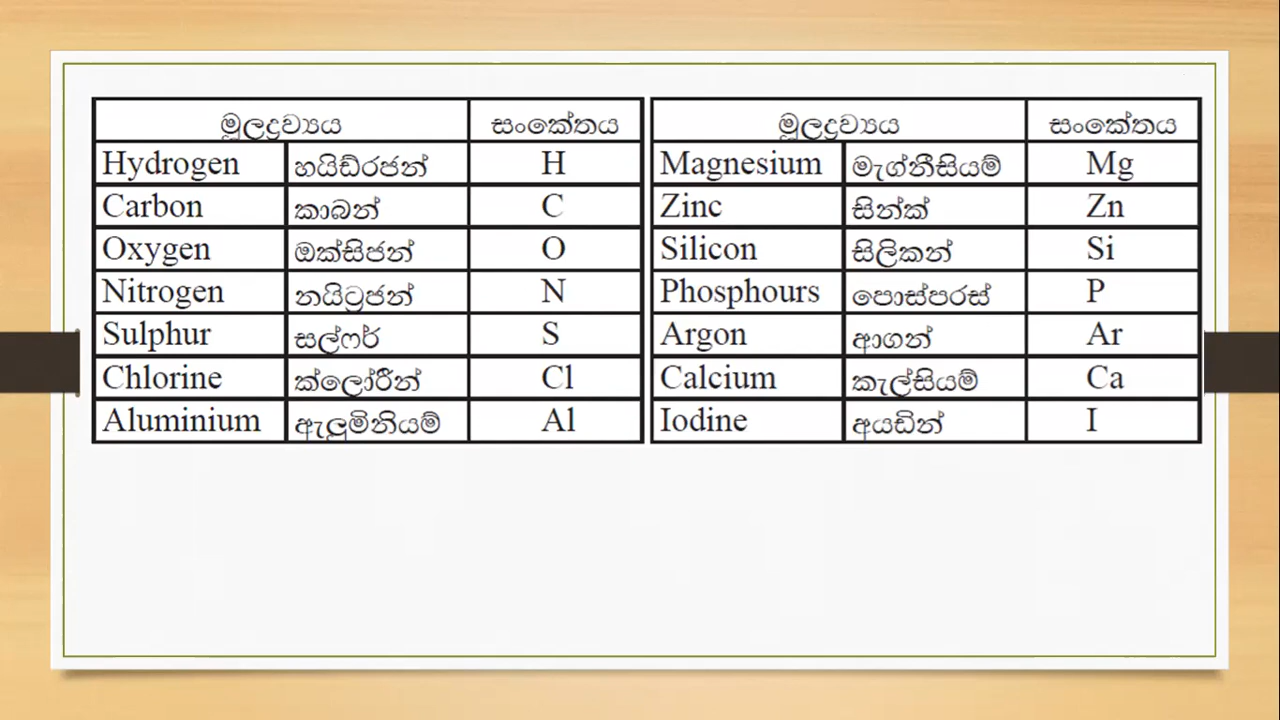 මූලද්‍රව්‍යය සංකේතය මූලද්‍රව්‍යය සංකේතය
Hydrogen හයිඩ්රජන් H Magnesium මැග්නීසියම් Mg
Carbon කාබන් C Zinc සින්ක් Zn
Oxygen ඔක්සිජන් O Silicon සිලිකන් Si
Nitrogen නයිට්‍රජන් N Phosphours පොස්පරස් P
Sulphur සල්ෆර් S Argon ආගන් Ar
Chlorine ක්ලෝරීන් Cl Calcium කැල්සියම් Ca
Aluminium ඇලුමිනියම් Al Iodine අයඩින් I